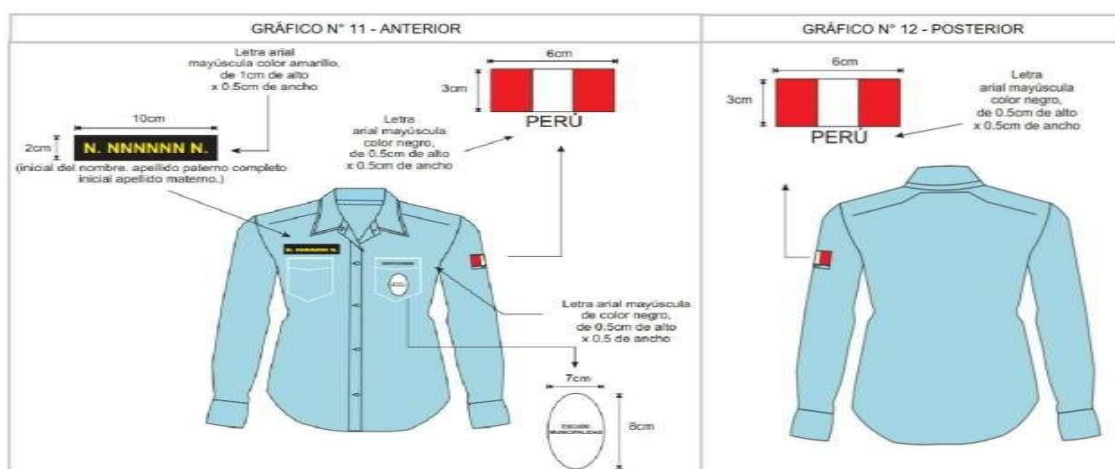 GRÁFICO N° 11 - ANTERIOR
Letra arial
mayúscula color amarillo,
de 1cm de alto
x 0.5cm de ancho
10cm
2cm
N. NNNNNN N.
(inicial del nombre, apellido paterno completo
inicial apellido materno.)
6cm
3cm
PERÚ
Letra
arial mayúscula
color negro,
de 0.5cm de alto
x 0.5cm de ancho
N. NNNNNN N.
Letra arial mayúscula
de color negro,
de 0.5cm de alto
x 0.5 de ancho
7cm
8cm
ESCUDO
MUNICIPALIDAD
GRÁFICO N° 12 - POSTERIOR
6cm
3cm
PERÚ
Letra
arial mayúscula
color negro,
de 0.5cm de alto
x 0.5cm de ancho